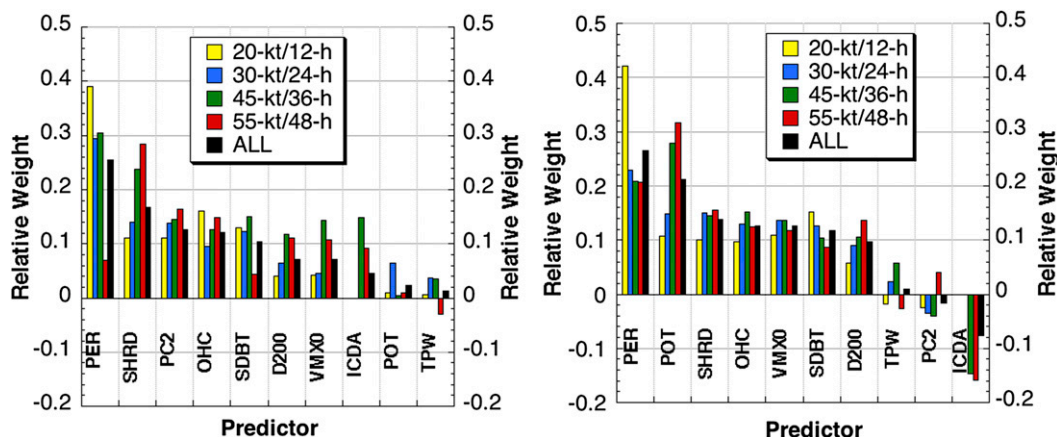 0.5
0.4
0.3
0.2
0.1
0
-0.1
-0.2
Relative Weight
20-kt/12-h
30-kt/24-h
45-kt/36-h
55-kt/48-h
ALL
PER
SHRD
PC2
OHC
SDBT
D200
VMX0
ICDA
POT
TPW
Predictor
0.5
0.4
0.3
0.2
0.1
0
-0.1
-0.2
Relative Weight
0.5
0.4
0.3
0.2
0.1
0
-0.1
-0.2
Relative Weight
20-kt/12-h
30-kt/24-h
45-kt/36-h
55-kt/48-h
ALL
PER
POT
SHRD
OHC
VMX0
SDBT
D200
TPW
PC2
ICDA
Predictor
0.5
0.4
0.3
0.2
0.1
0
-0.1
-0.2
Relative Weight